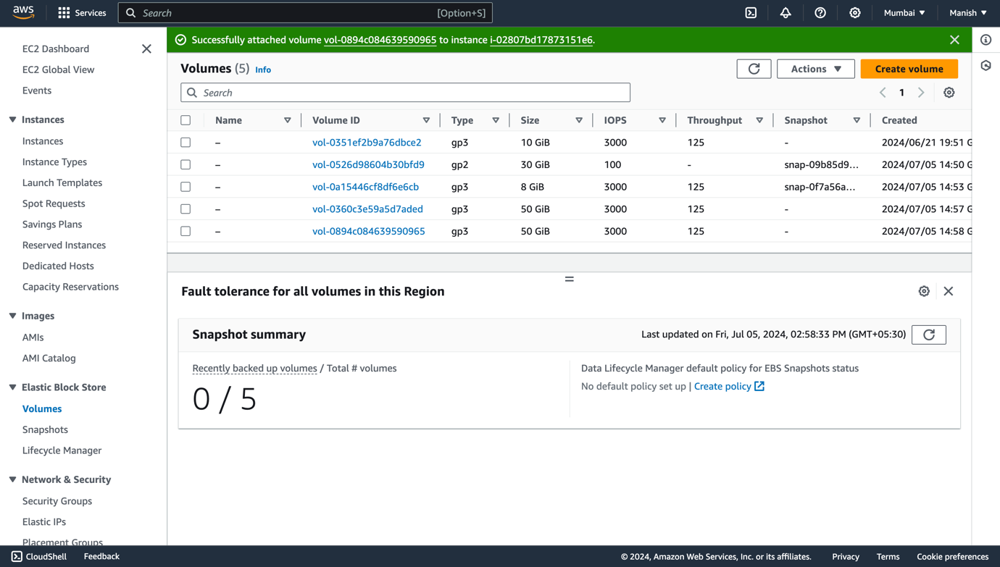 aws Services Search [Option+S] Mumbai ▼ Manish ▼
EC2 Dashboard
EC2 Global View
Events
Instances
Instances
Instance Types
Launch Templates
Spot Requests
Savings Plans
Reserved Instances
Dedicated Hosts
Capacity Reservations
Images
AMIs
AMI Catalog
Elastic Block Store
Volumes
Snapshots
Lifecycle Manager
Network & Security
Security Groups
Elastic IPs
Placement Groups
Successfully attached volume vol-0894c084639590965 to instance i-02807bd17873151e6.
Volumes (5) Info
Actions ▼ Create volume
Search
1
Name Volume ID Type Size IOPS Throughput Snapshot Created
– vol-0351ef2b9a76dbce2 gp3 10 GiB 3000 125 - 2024/06/21 19:51 G
– vol-0526d98604b30bfd9 gp2 30 GiB 100 - snap-09b85d9... 2024/07/05 14:50 G
– vol-0a15446cf8df6e6cb gp3 8 GiB 3000 125 snap-0f7a56a... 2024/07/05 14:53 G
– vol-0360c3e59a5d7aded gp3 50 GiB 3000 125 - 2024/07/05 14:57 G
– vol-0894c084639590965 gp3 50 GiB 3000 125 - 2024/07/05 14:58 G
Fault tolerance for all volumes in this Region
Snapshot summary
Last updated on Fri, Jul 05, 2024, 02:58:33 PM (GMT+05:30)
Recently backed up volumes / Total # volumes
0 / 5
Data Lifecycle Manager default policy for EBS Snapshots status
No default policy set up | Create policy
CloudShell Feedback © 2024, Amazon Web Services, Inc. or its affiliates. Privacy Terms Cookie preferences